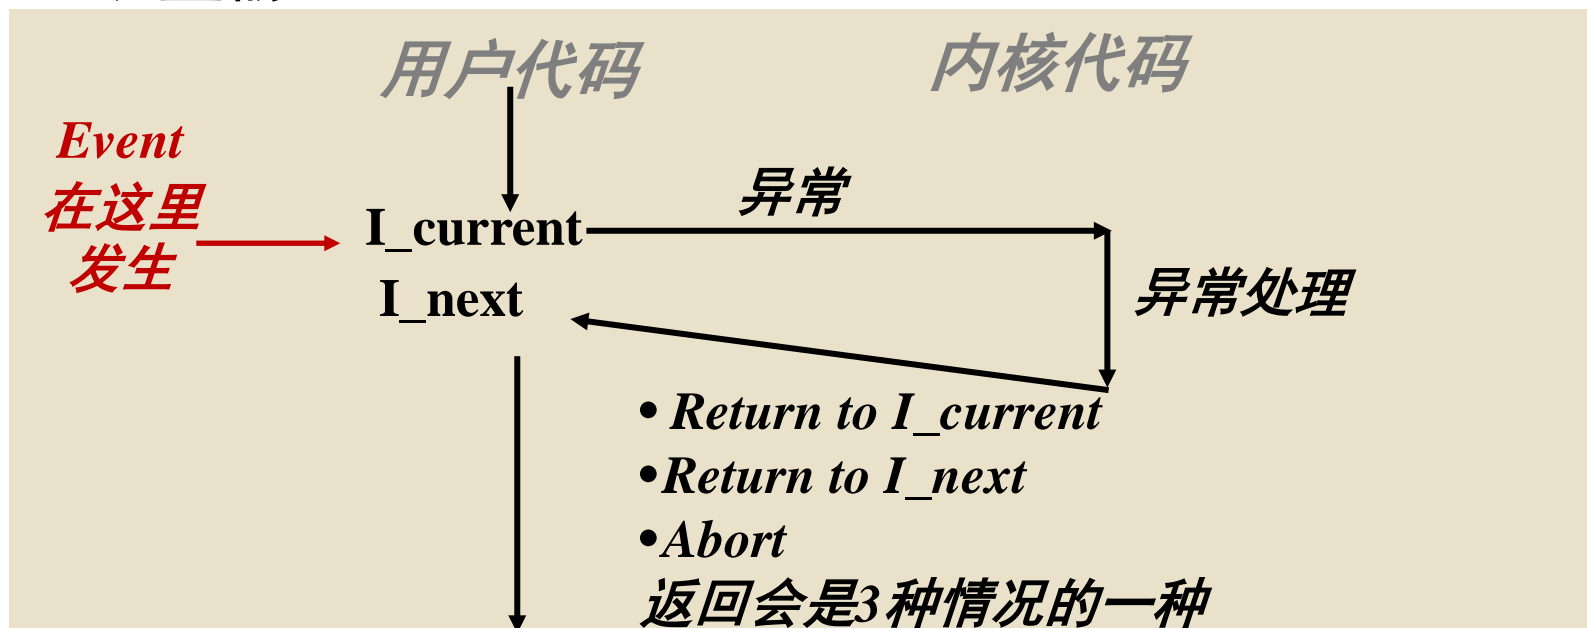 用户代码
内核代码
Event
在这里
发生
异常
I_current
I_next
异常处理
• Return to I_current
•Return to I_next
•Abort
返回会是3种情况的一种